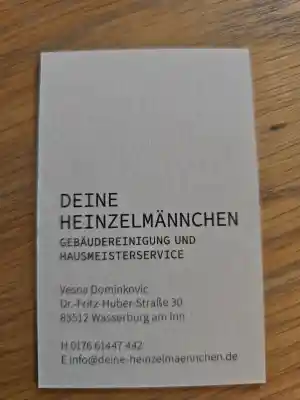 DEINE
HEINZELMÄNNCHEN
GEBÄUDEREINIGUNG UND
HAUSMEISTERSERVICE
Vesna Dominkovic
Dr.-Fritz-Huber-Straße 30
83512 Wasserburg am Inn
H 0176 61447 442
E info@deine-heinzelmaennchen.de